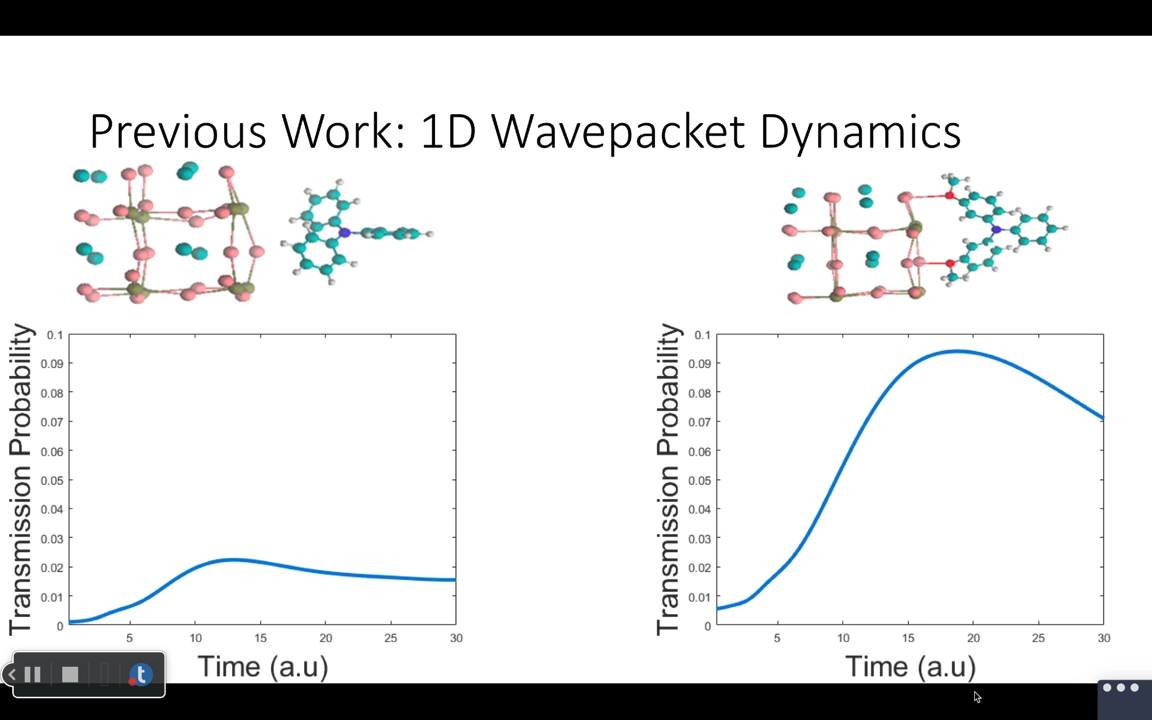 Previous Work: 1D Wavepacket Dynamics
Transmission Probability
0.1
0.09
0.08
0.07
0.06
0.05
0.04
0.03
0.02
0.01
0
5 10 15 20 25 30
Time (a.u)
Transmission Probability
0.1
0.09
0.08
0.07
0.06
0.05
0.04
0.03
0.02
0.01
0
5 10 15 20 25 30
Time (a.u)
t